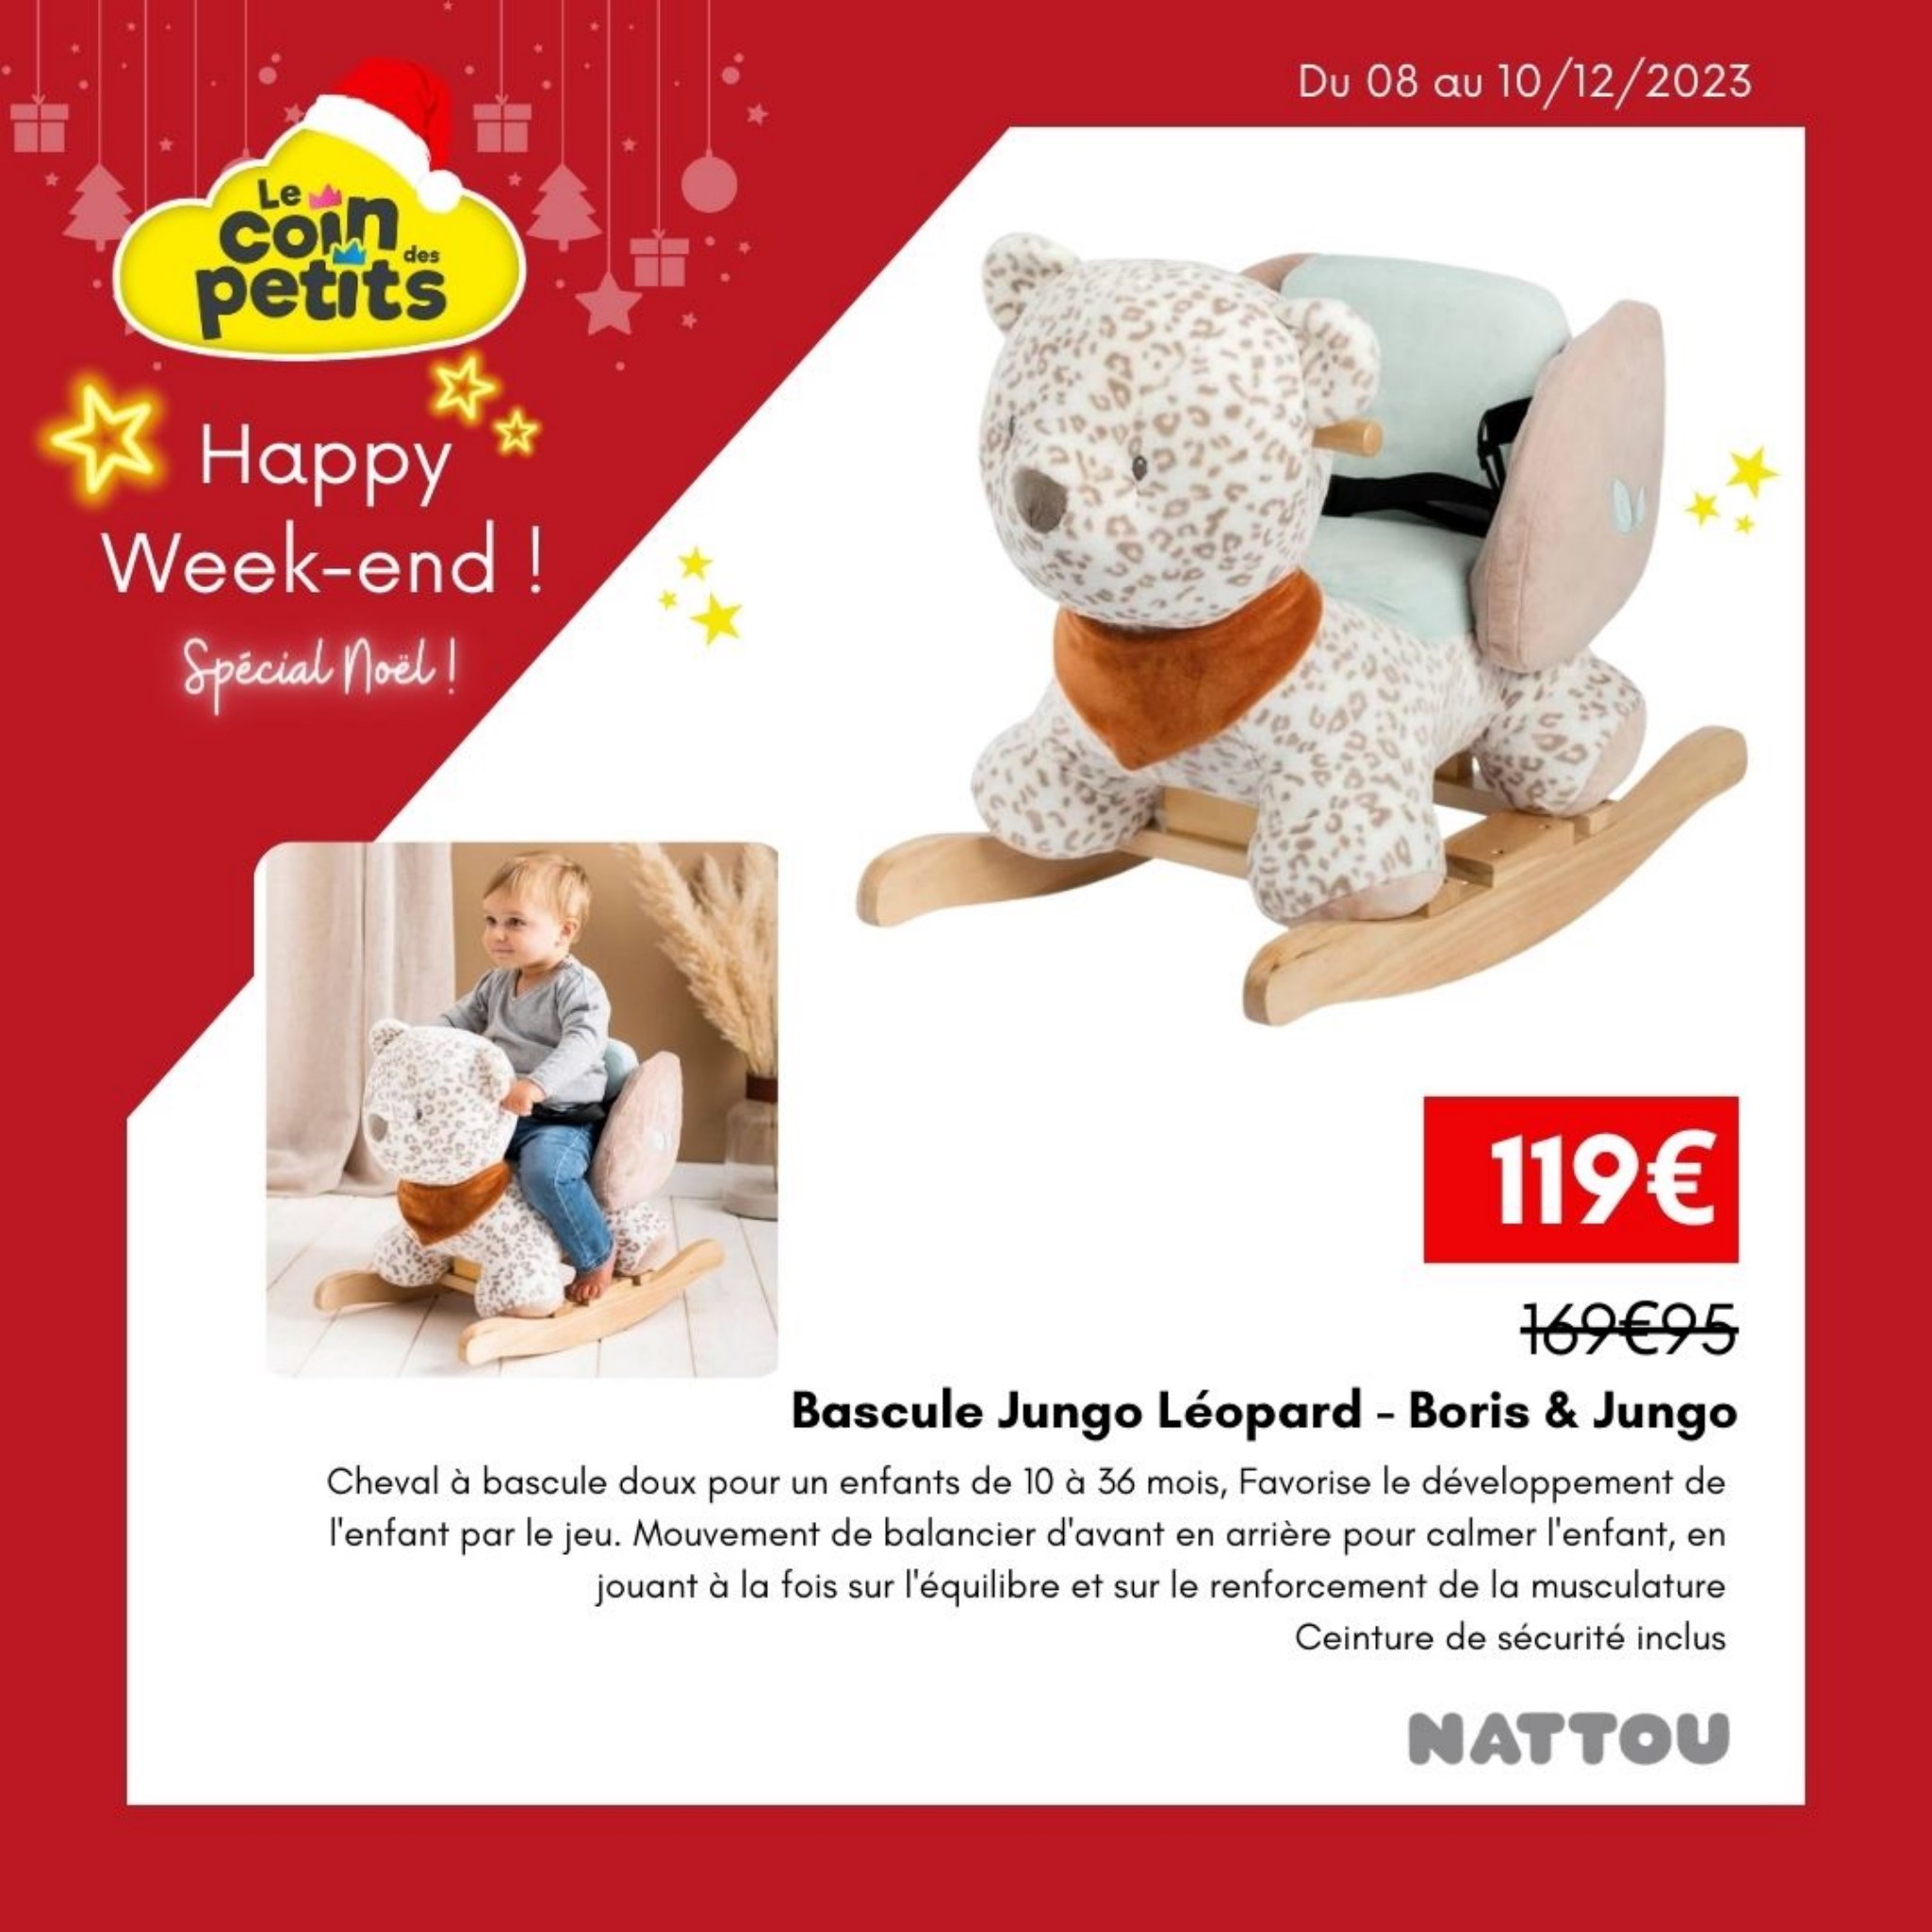 Du 08 au 10/12/2023
Le
coin
des
petits
Happy
Week-end !
Spécial Noël !
119€
169€95
Bascule Jungo Léopard - Boris & Jungo
Cheval à bascule doux pour un enfants de 10 à 36 mois, Favorise le développement de
l'enfant par le jeu. Mouvement de balancier d'avant en arrière pour calmer l'enfant, en
jouant à la fois sur l'équilibre et sur le renforcement de la musculature
Ceinture de sécurité inclus
NATTOU